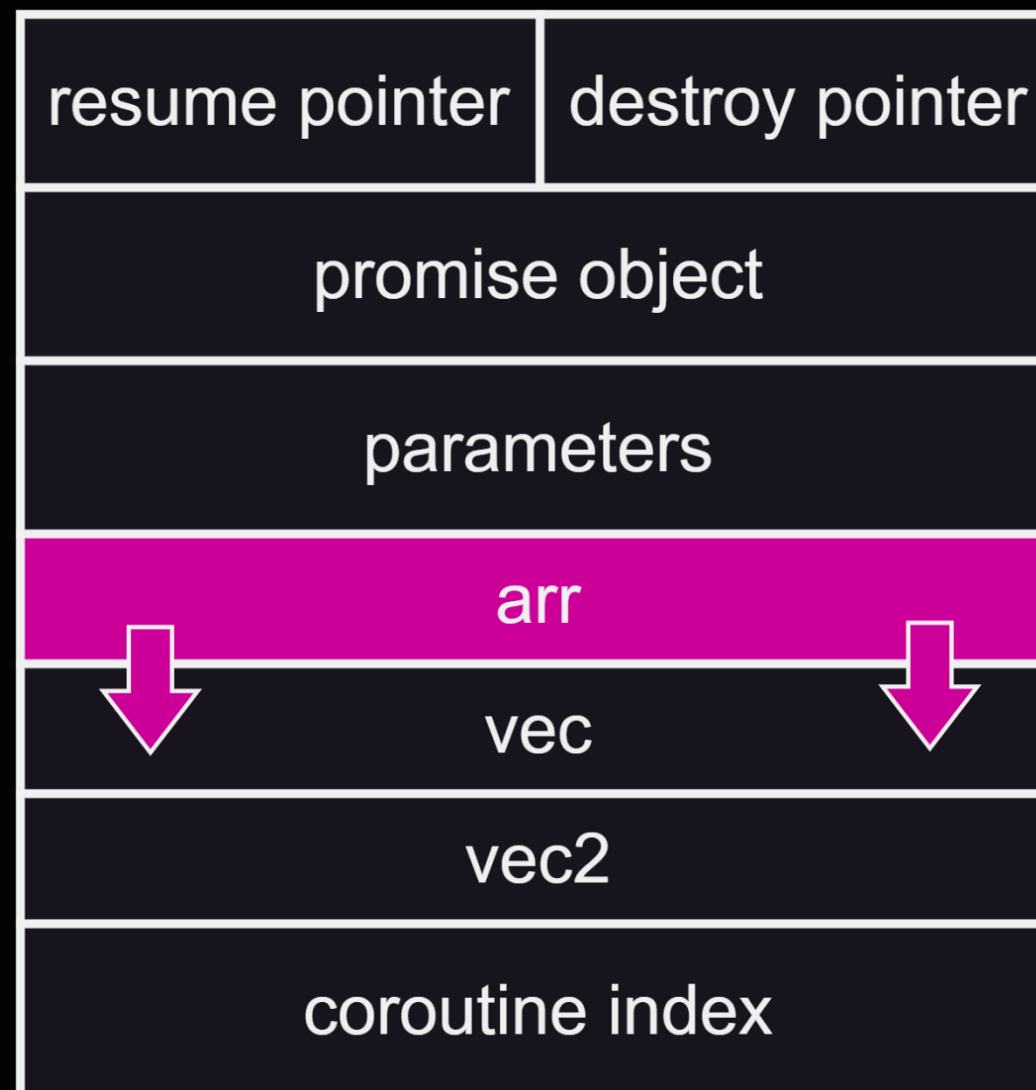 resume pointer destroy pointer
promise object
parameters
arr
vec
vec2
coroutine index